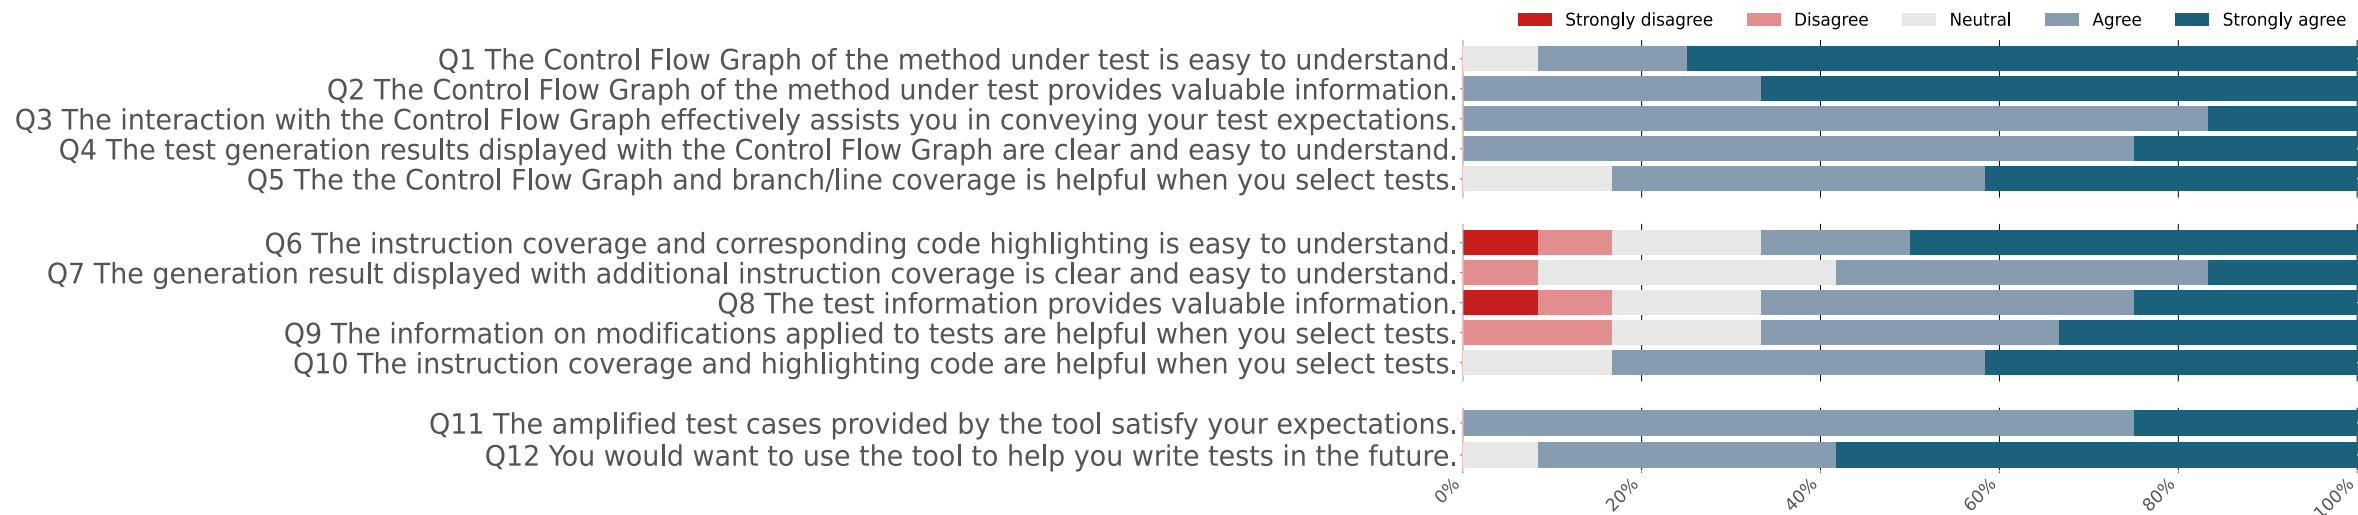 Strongly disagree Disagree Neutral Agree Strongly agree
Q1 The Control Flow Graph of the method under test is easy to understand.
Q2 The Control Flow Graph of the method under test provides valuable information.
Q3 The interaction with the Control Flow Graph effectively assists you in conveying your test expectations.
Q4 The test generation results displayed with the Control Flow Graph are clear and easy to understand.
Q5 The the Control Flow Graph and branch/line coverage is helpful when you select tests.
Q6 The instruction coverage and corresponding code highlighting is easy to understand.
Q7 The generation result displayed with additional instruction coverage is clear and easy to understand.
Q8 The test information provides valuable information.
Q9 The information on modifications applied to tests are helpful when you select tests.
Q10 The instruction coverage and highlighting code are helpful when you select tests.
Q11 The amplified test cases provided by the tool satisfy your expectations.
Q12 You would want to use the tool to help you write tests in the future.
0% 20% 40% 60% 80% 100%